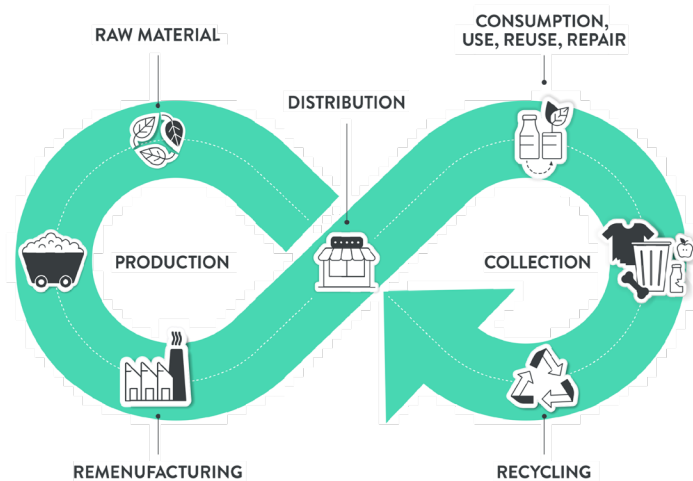 RAW MATERIAL
CONSUMPTION,
USE, REUSE, REPAIR
DISTRIBUTION
PRODUCTION
COLLECTION
REMENUFACTURING
RECYCLING